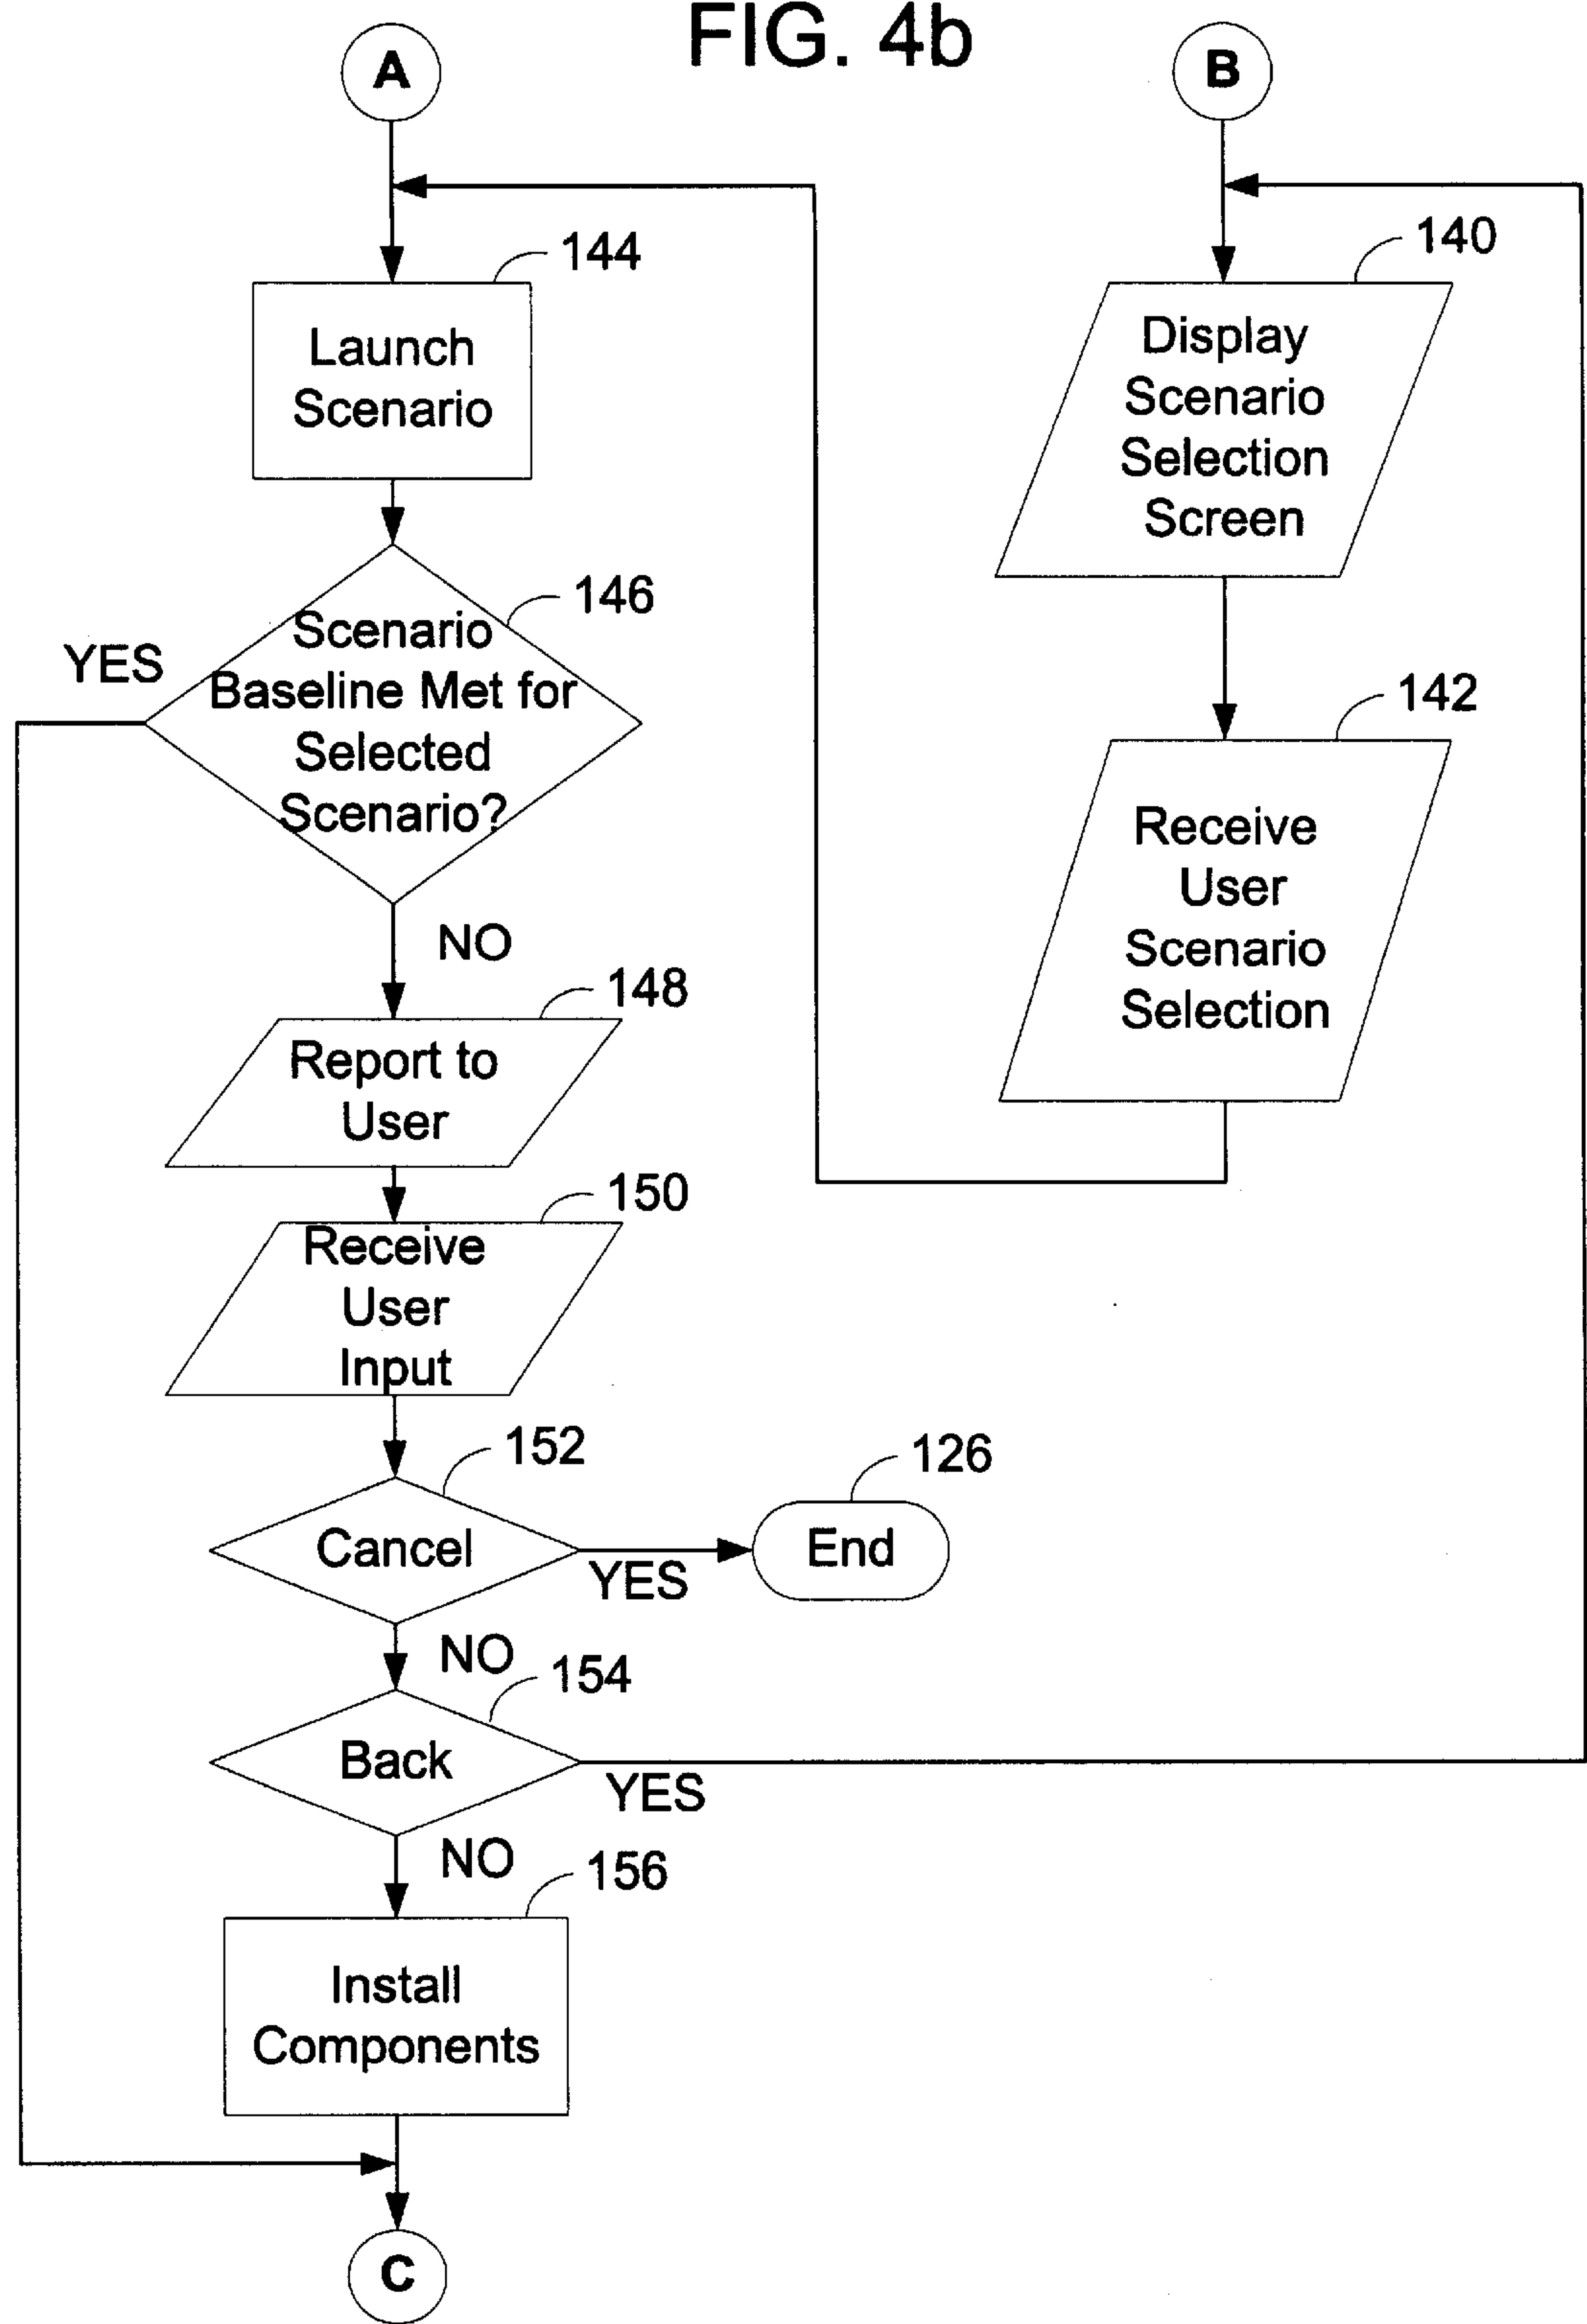 FIG. 4b
A
B
144
Launch
Scenario
140
Display
Scenario
Selection
Screen
146
YES
Scenario
Baseline Met for
Selected
Scenario?
142
Receive
User
Scenario
Selection
NO
148
Report to
User
150
Receive
User
Input
152
Cancel
YES
126
End
NO
154
Back
YES
NO
156
Install
Components
C